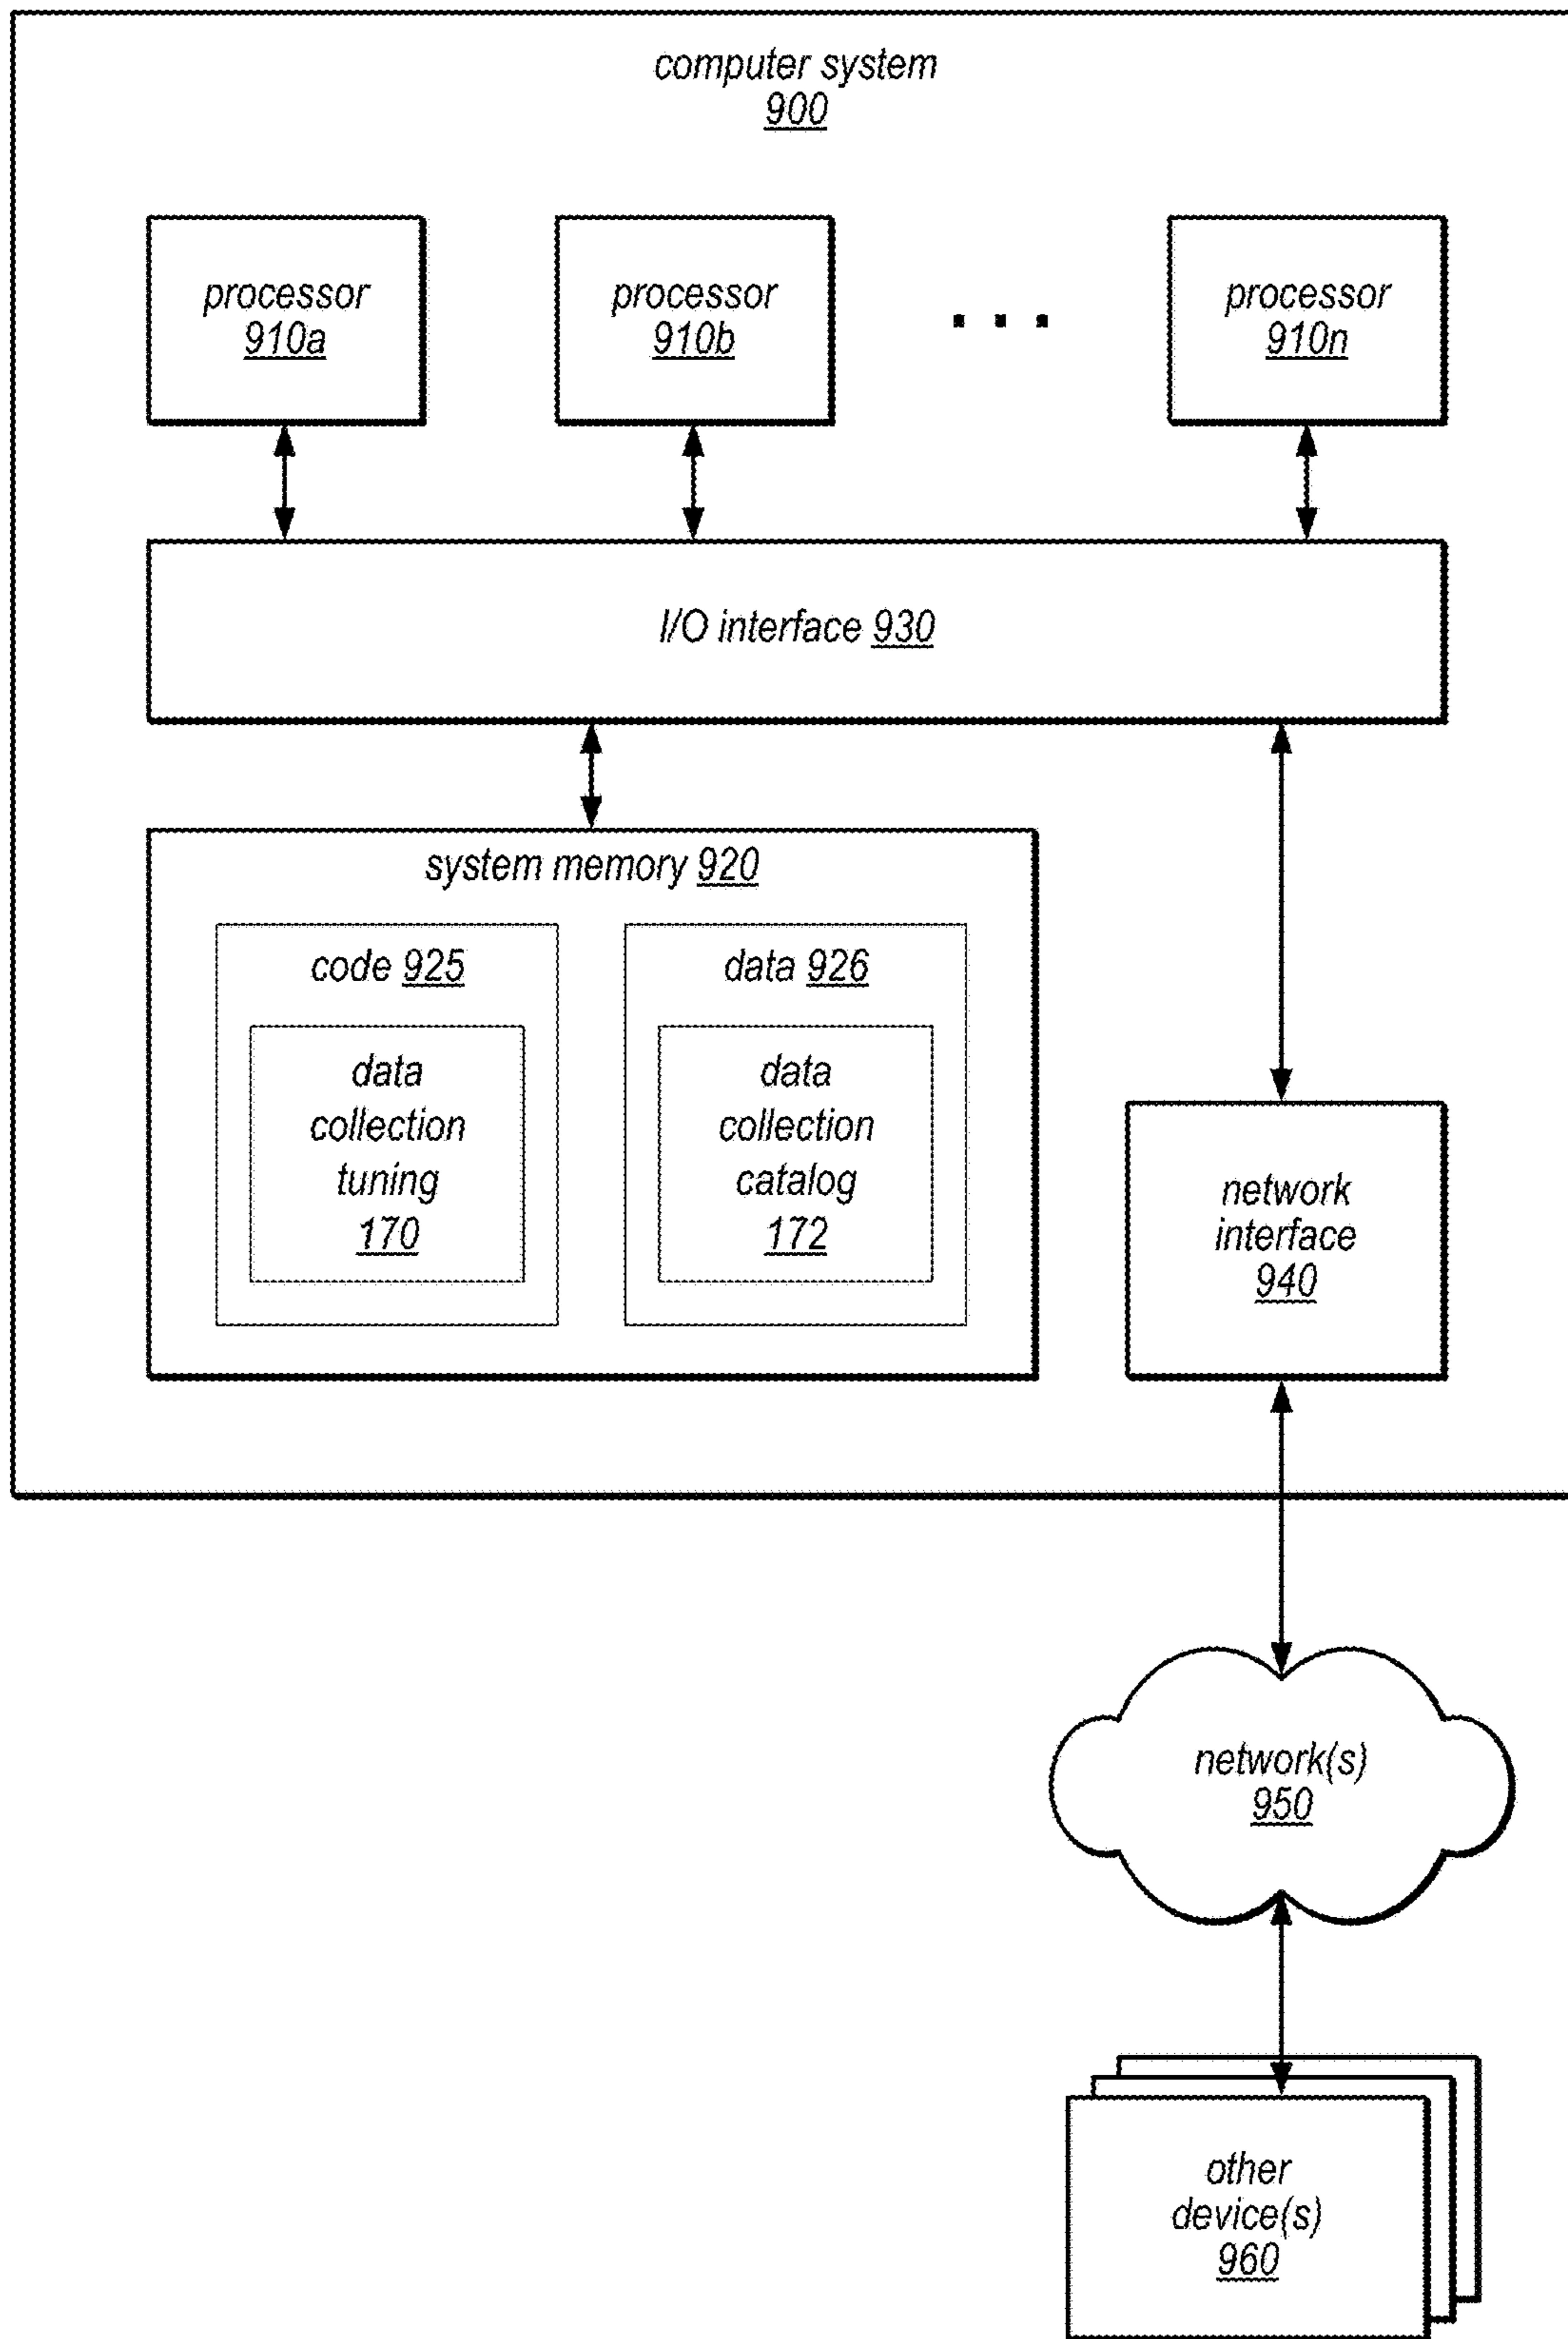 computer system
900
processor
910a
processor
910b
. . .
processor
910n
I/O interface 930
system memory 920
code 925
data
collection
tuning
170
data 926
data
collection
catalog
172
network
interface
940
network(s)
950
other
device(s)
960